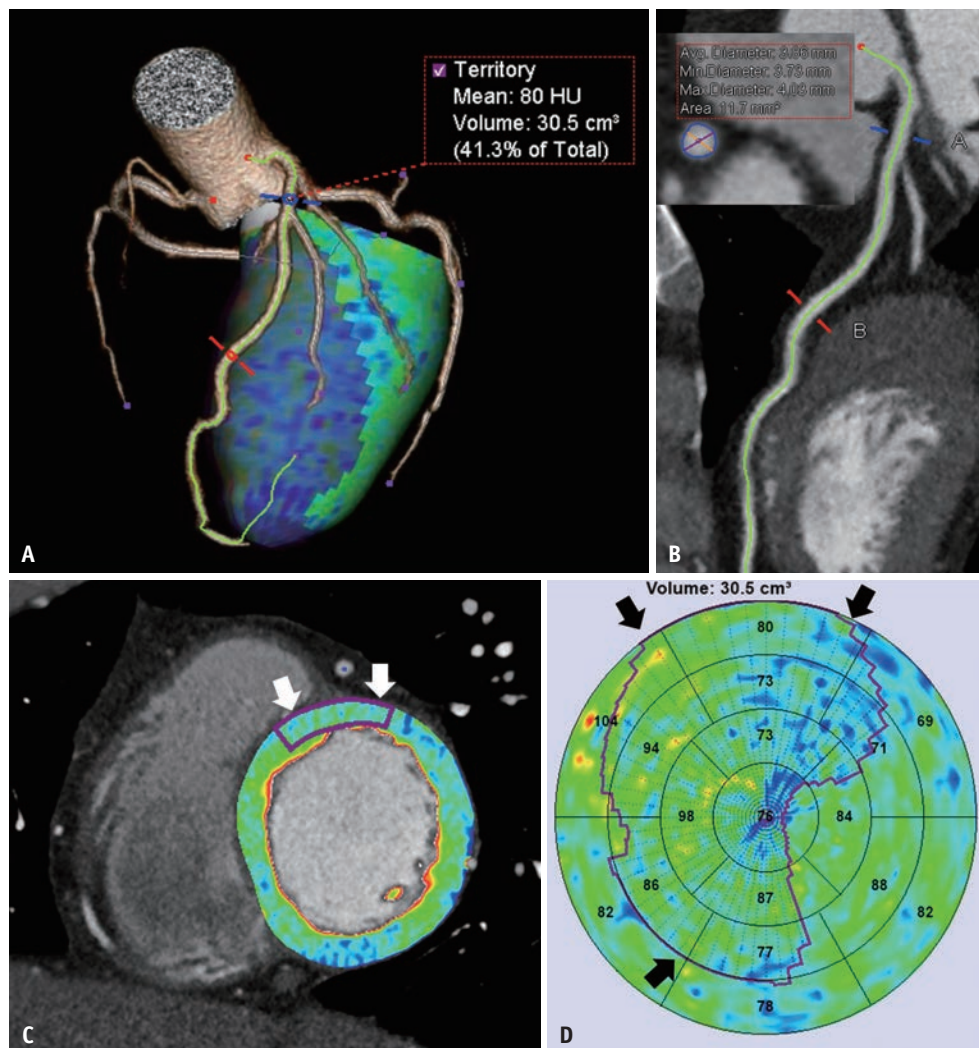 Territory
Mean: 80 HU
Volume: 30.5 cm³
(41.3% of Total)
A
Avg. Diameter: 3.86 mm
Min.Diameter: 3.73 mm
Max.Diameter: 4.03 mm
Area: 11.7 mm²
A
B
B
C
Volume: 30.5 cm³
80
73
73
104
94
69
71
98
76
84
86
88
82
82
87
77
78
D